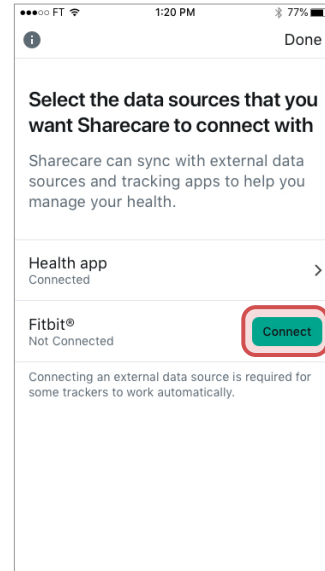 FT 1:20 PM 77%
Done
Select the data sources that you
want Sharecare to connect with
Sharecare can sync with external data
sources and tracking apps to help you
manage your health.
Health app
Connected
Fitbit®
Not Connected
Connect
Connecting an external data source is required for
some trackers to work automatically.